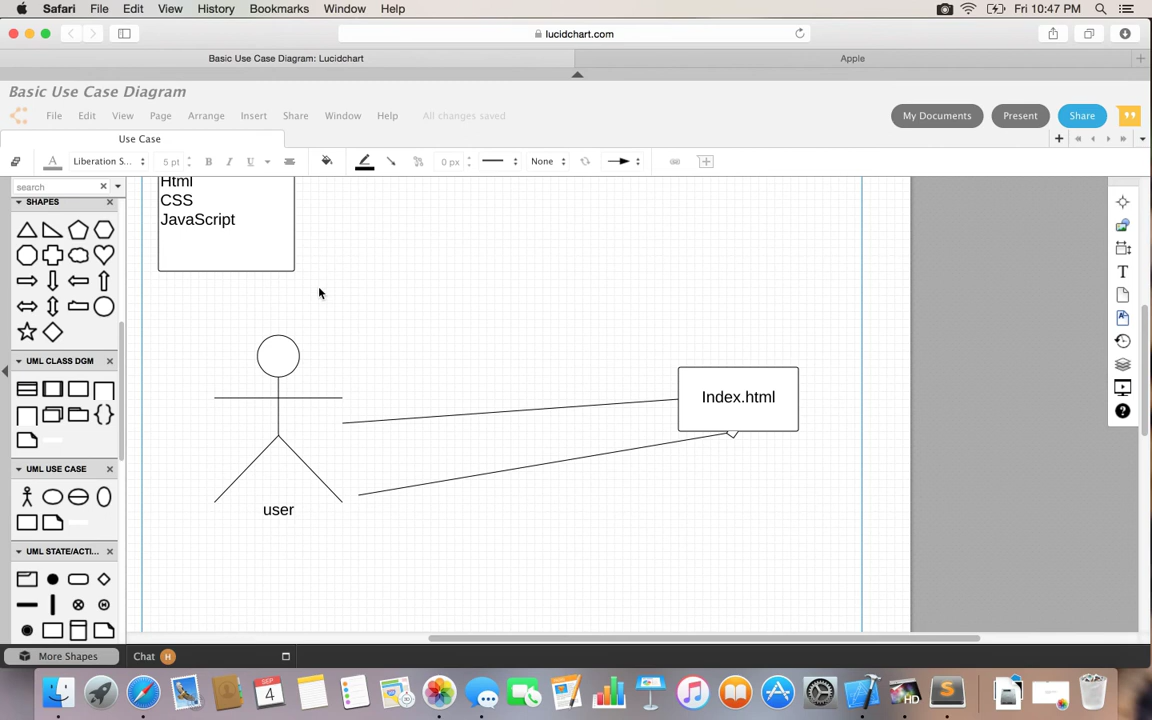 Safari File Edit View History Bookmarks Window Help Fri 10:47 PM
lucidchart.com
Basic Use Case Diagram: Lucidchart Apple
Basic Use Case Diagram
File Edit View Page Arrange Insert Share Window Help All changes saved My Documents Present Share
Use Case
A Liberation S... 5 pt B I U 0 px None
search
SHAPES
Html
CSS
JavaScript
T
UML CLASS DGM
Index.html
UML USE CASE
user
UML STATE/ACTI...
More Shapes Chat H
SEP
4
HD
S